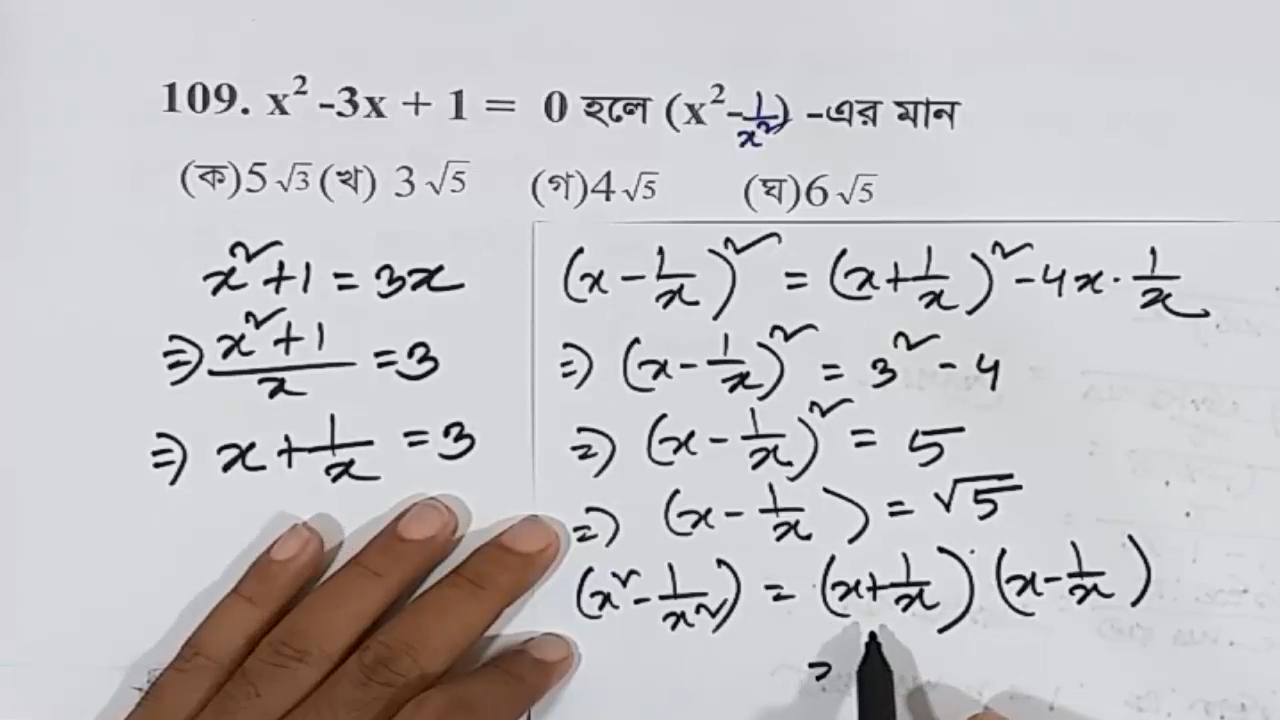 109. x² -3x + 1 = 0 হলে (x²-1/x²) -এর মান
(ক)5√3 (খ) 3√5 (গ)4√5 (ঘ)6√5
x²+1 = 3x
⇒ (x²+1)/x = 3
⇒ x+1/x = 3
(x - 1/x)² = (x+1/x)² - 4x·1/x
⇒ (x - 1/x)² = 3² - 4
⇒ (x - 1/x)² = 5
⇒ (x - 1/x) = √5
(x² - 1/x²) = (x+1/x)(x-1/x)
=